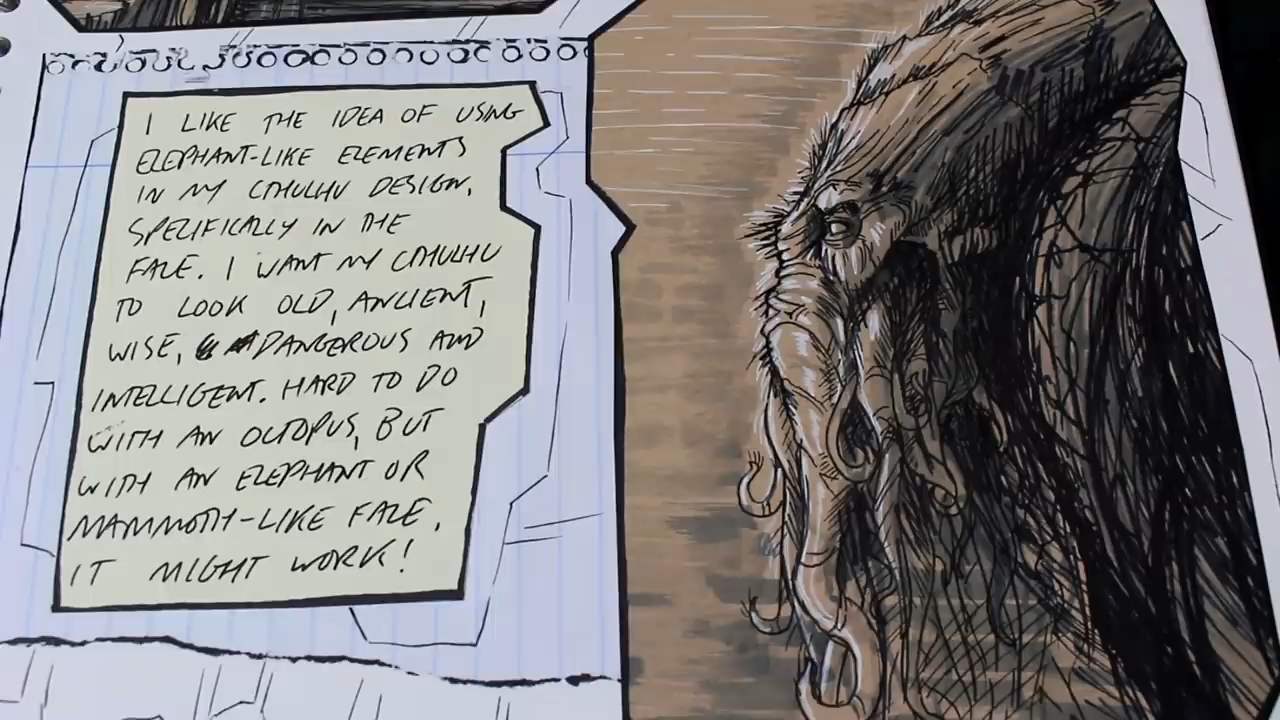 I LIKE THE IDEA OF USING
ELEPHANT-LIKE ELEMENTS
IN MY CTHULHU DESIGN,
SPECIFICALLY IN THE
FACE. I WANT MY CTHULHU
TO LOOK OLD, ANCIENT,
WISE, DANGEROUS AND
INTELLIGENT. HARD TO DO
WITH AN OCTOPUS, BUT
WITH AN ELEPHANT OR
MAMMOTH-LIKE FACE,
IT MIGHT WORK!